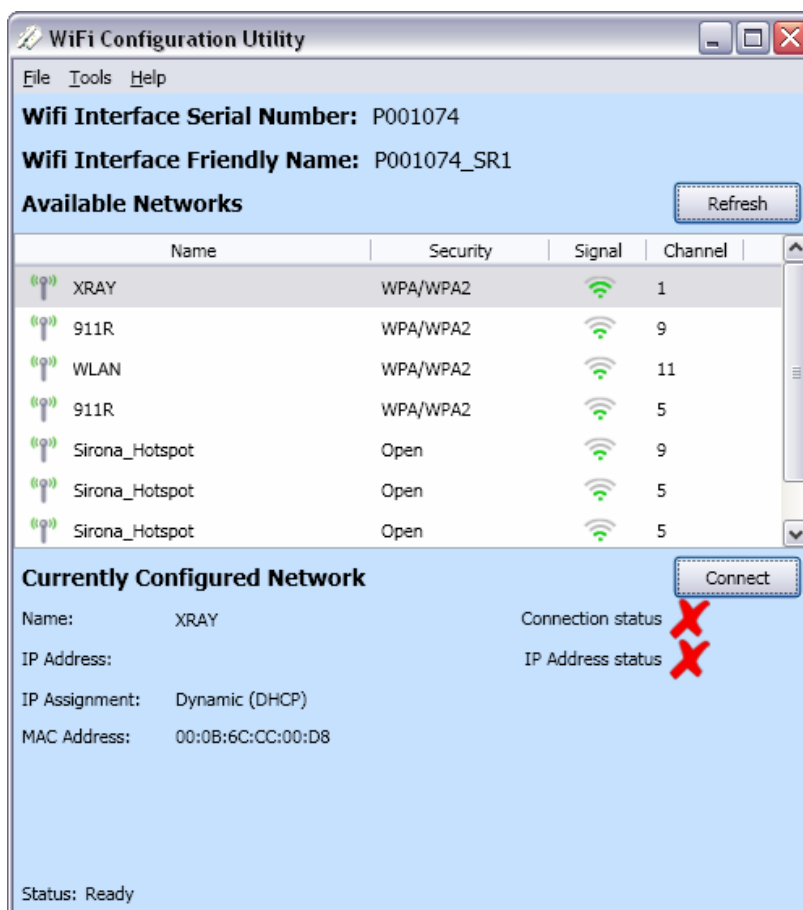 WiFi Configuration Utility
File Tools Help
Wifi Interface Serial Number: P001074
Wifi Interface Friendly Name: P001074_SR1
Available Networks Refresh
Name Security Signal Channel
XRAY WPA/WPA2 1
911R WPA/WPA2 9
WLAN WPA/WPA2 11
911R WPA/WPA2 5
Sirona_Hotspot Open 9
Sirona_Hotspot Open 5
Sirona_Hotspot Open 5
Currently Configured Network Connect
Name: XRAY Connection status
IP Address: IP Address status
IP Assignment: Dynamic (DHCP)
MAC Address: 00:0B:6C:CC:00:D8
Status: Ready